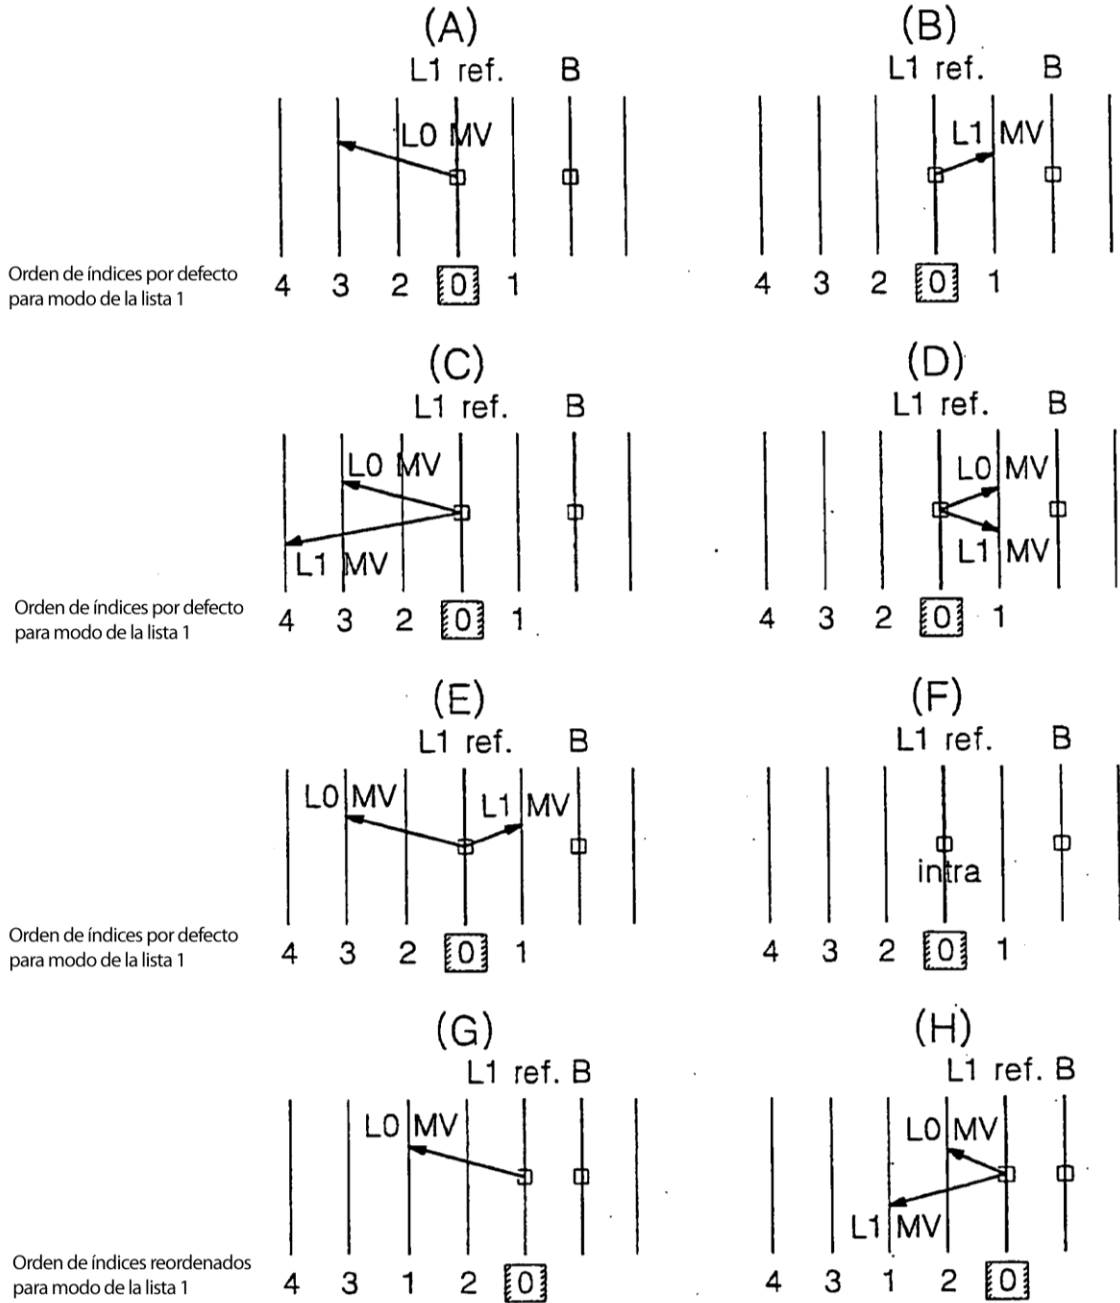 (A)
L1 ref. B
L0 MV
Orden de índices por defecto
para modo de la lista 1
4 3 2 0 1
(B)
L1 ref. B
L1 MV
4 3 2 0 1
(C)
L1 ref. B
L0 MV
L1 MV
Orden de índices por defecto
para modo de la lista 1
4 3 2 0 1
(D)
L1 ref. B
L0 MV
L1 MV
4 3 2 0 1
(E)
L1 ref. B
L0 MV L1 MV
Orden de índices por defecto
para modo de la lista 1
4 3 2 0 1
(F)
L1 ref. B
intra
4 3 2 0 1
(G)
L1 ref. B
L0 MV
Orden de índices reordenados
para modo de la lista 1
4 3 1 2 0
(H)
L1 ref. B
L0 MV
L1 MV
4 3 1 2 0